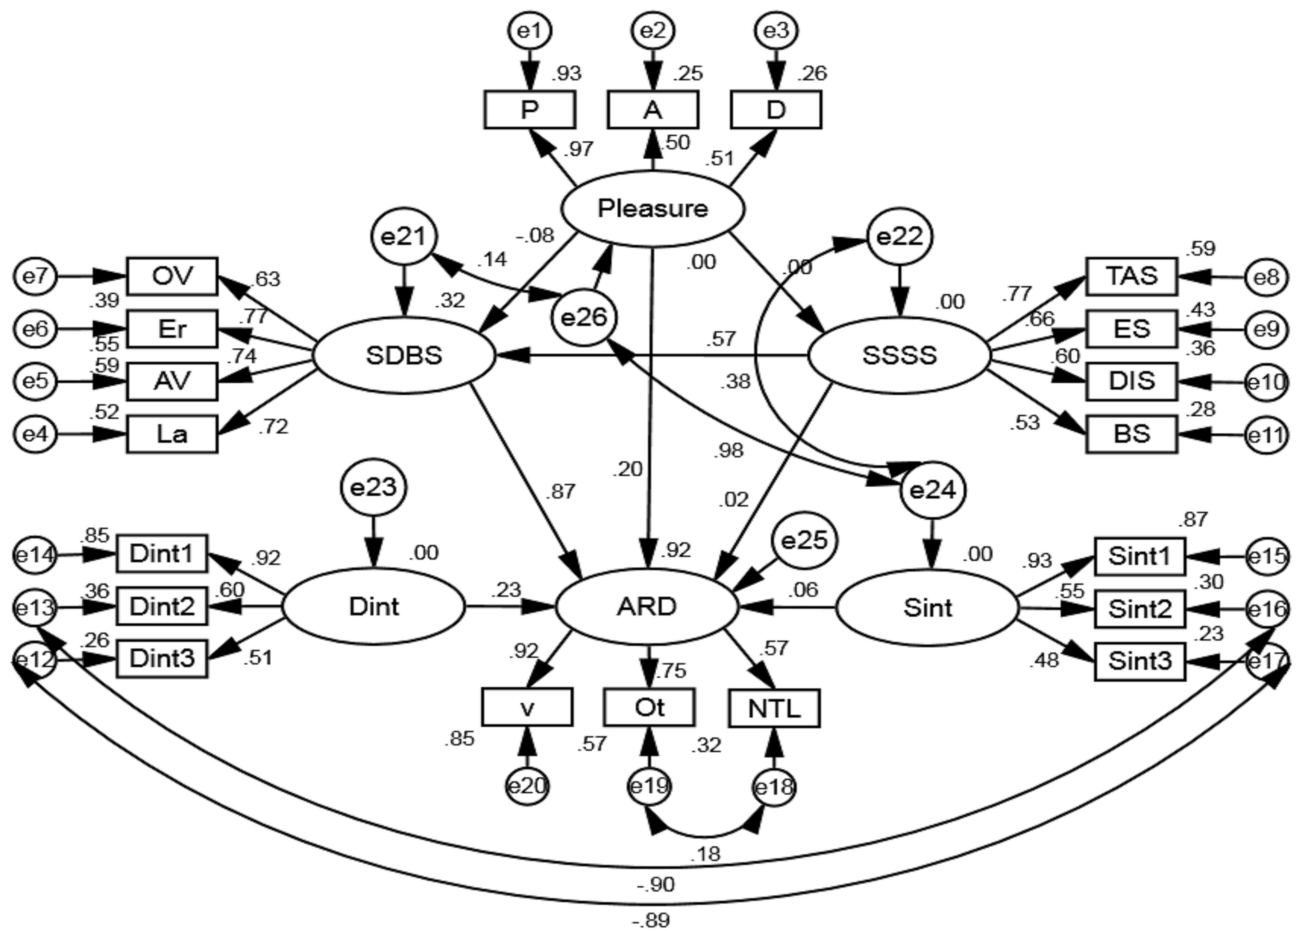 e1 e2 e3
.93 .25 .26
P A D
.97 .50 .51
Pleasure
e21 -.08 .14 .00 .00 e22
e7 OV .63 .32 e26 .00 .77 TAS .59 e8
.39
e6 Er .77 .66 ES .43 e9
.55 SDBS .57 SSSS .36
e5 .59 AV .74 .38 .60 DIS e10
e4 .52 La .72 .53 BS .28 e11
.98
e23 .87 .20 .02 e24
e14 .85 Dint1 .92 .00 .92 e25 .00 .93 Sint1 .87 e15
e13 .36 Dint2 .60 Dint .23 ARD .06 Sint .55 Sint2 .30 e16
e12 .26 Dint3 .51 .92 .75 .57 .48 Sint3 .23 e17
v Ot NTL
.85 .57 .32
e20 e19 e18
.18
-.90
-.89